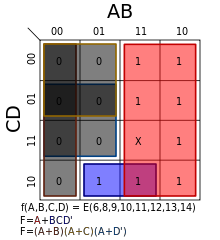 AB
00 01 11 10
CD
00 0 0 1 1
01 0 0 1 1
11 0 0 X 1
10 0 1 1 1
f(A,B,C,D) = E(6,8,9,10,11,12,13,14)
F=A+BCD'
F=(A+B)(A+C)(A+D')